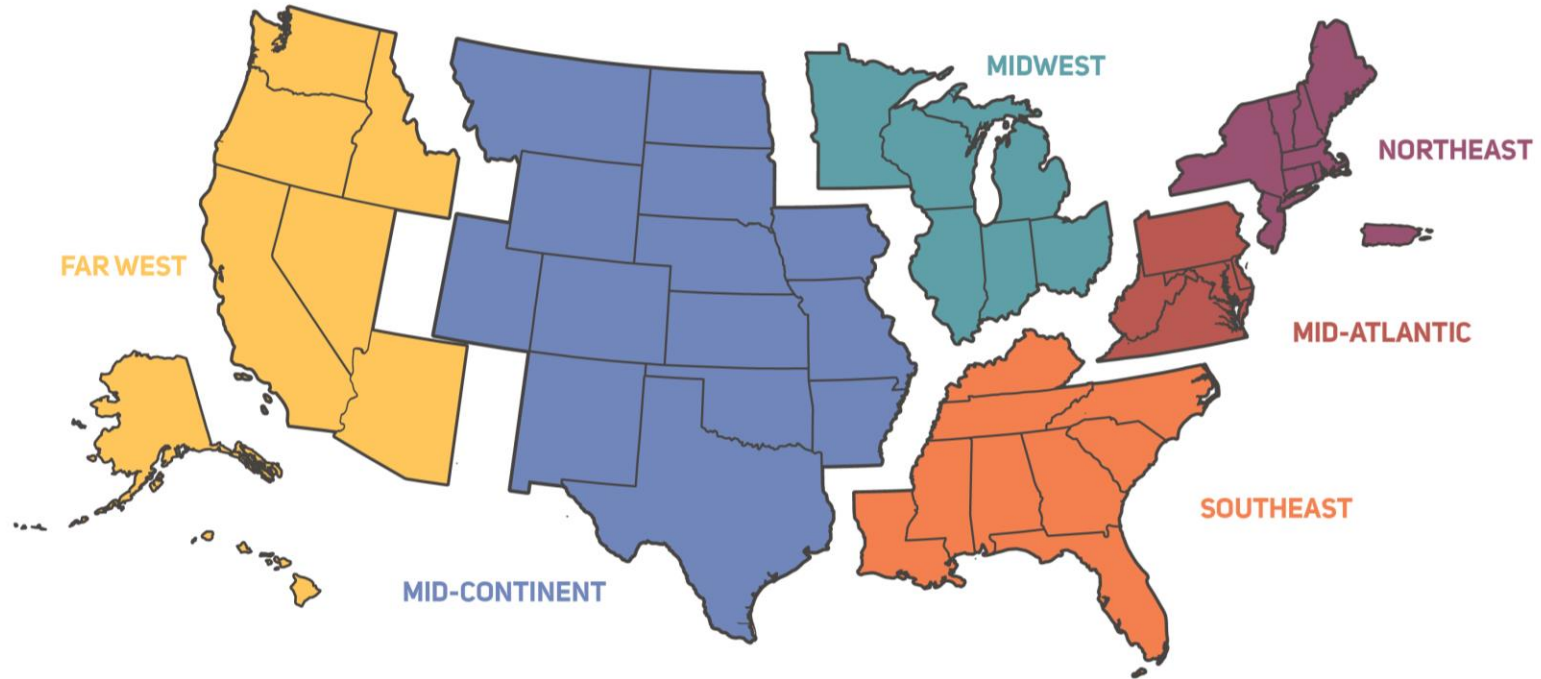 MIDWEST
NORTHEAST
FAR WEST
MID-ATLANTIC
SOUTHEAST
MID-CONTINENT